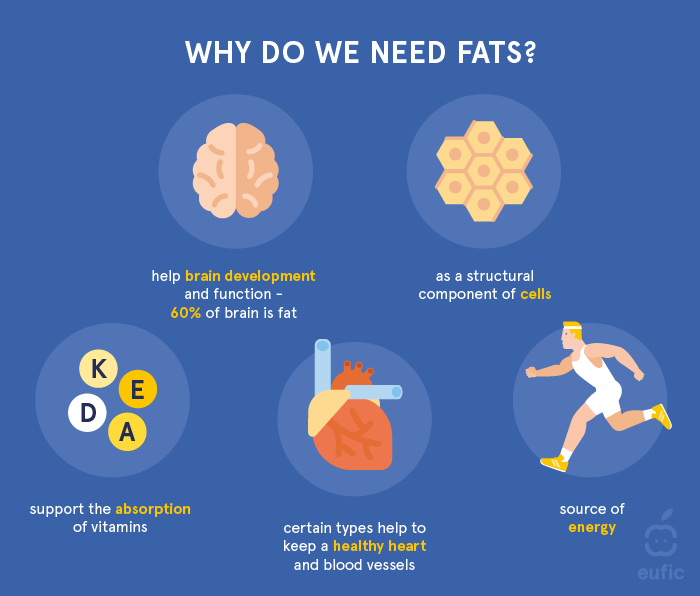 WHY DO WE NEED FATS?
help brain development
and function -
60% of brain is fat
as a structural
component of cells
K
E
D
A
support the absorption
of vitamins
certain types help to
keep a healthy heart
and blood vessels
source of
energy
eufic